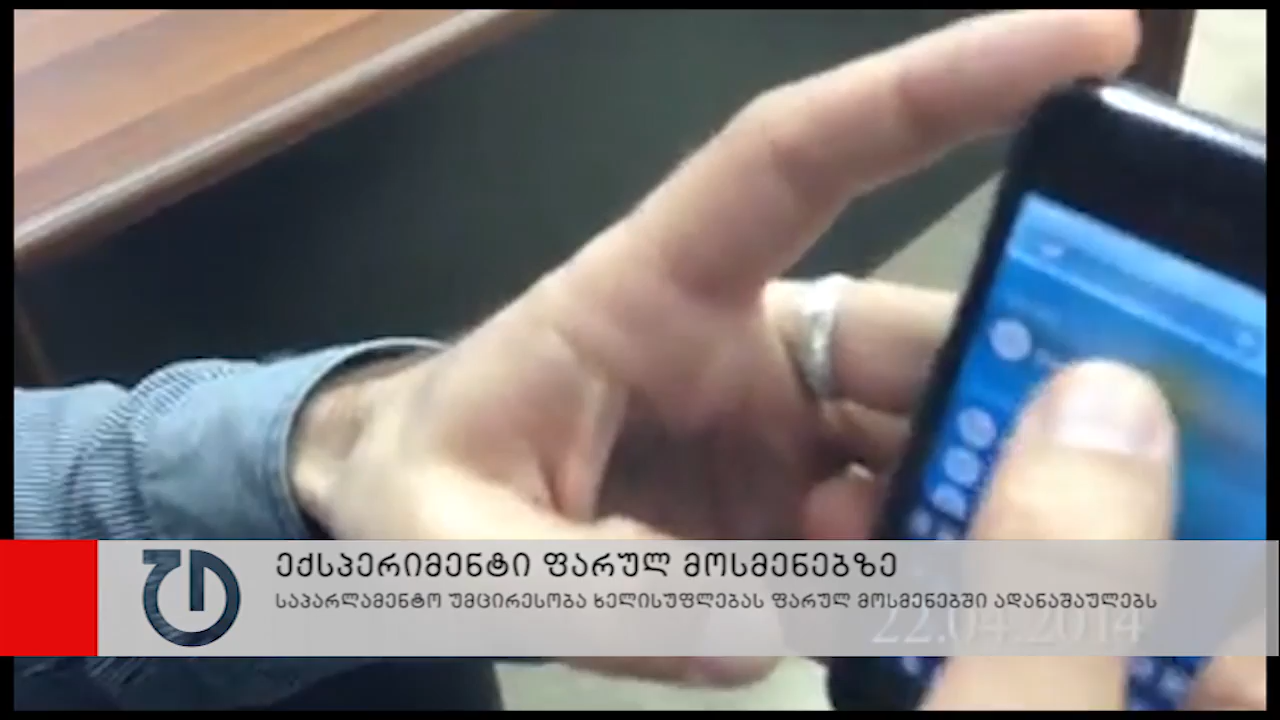 ექსპერიმენტი ფარულ მოსმენებზე
საპარლამენტო უმცირესობა ხელისუფლებას ფარულ მოსმენებში ადანაშაულებს
22.04.2014